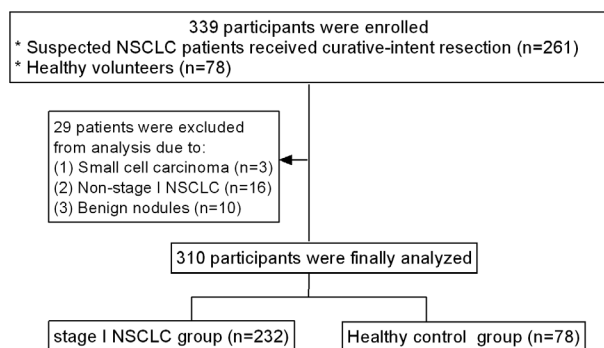 339 participants were enrolled
* Suspected NSCLC patients received curative-intent resection (n=261)
* Healthy volunteers (n=78)
29 patients were excluded
from analysis due to:
(1) Small cell carcinoma (n=3)
(2) Non-stage I NSCLC (n=16)
(3) Benign nodules (n=10)
310 participants were finally analyzed
stage I NSCLC group (n=232)
Healthy control group (n=78)